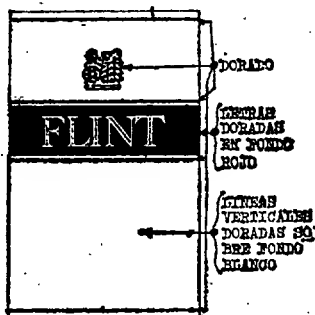 DORADO
FLINT
LETRAS
DORADAS
EN FONDO
ROJO
LINEAS
VERTICALES
DORADAS SO
BRE FONDO
BLANCO